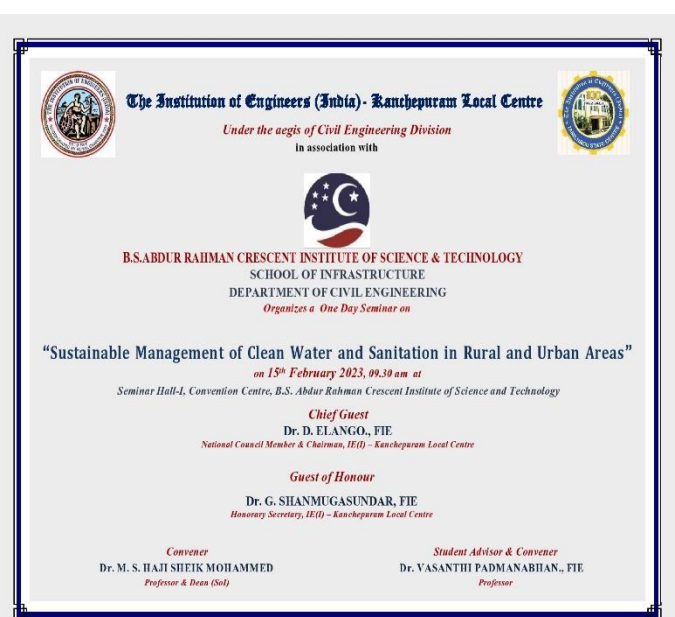 The Institution of Engineers (India)- Kanchepuram Local Centre
Under the aegis of Civil Engineering Division
in association with
B.S.ABDUR RAHMAN CRESCENT INSTITUTE OF SCIENCE & TECHNOLOGY
SCHOOL OF INFRASTRUCTURE
DEPARTMENT OF CIVIL ENGINEERING
Organizes a One Day Seminar on
“Sustainable Management of Clean Water and Sanitation in Rural and Urban Areas”
on 15th February 2023, 09.30 am at
Seminar Hall-I, Convention Centre, B.S. Abdur Rahman Crescent Institute of Science and Technology
Chief Guest
Dr. D. ELANGO., FIE
National Council Member & Chairman, IE(I) – Kanchepuram Local Centre
Guest of Honour
Dr. G. SHANMUGASUNDAR, FIE
Honorary Secretary, IE(I) – Kanchepuram Local Centre
Convener
Dr. M. S. HAJI SHEIK MOHAMMED
Professor & Dean (SoI)
Student Advisor & Convener
Dr. VASANTHI PADMANABHAN., FIE
Professor